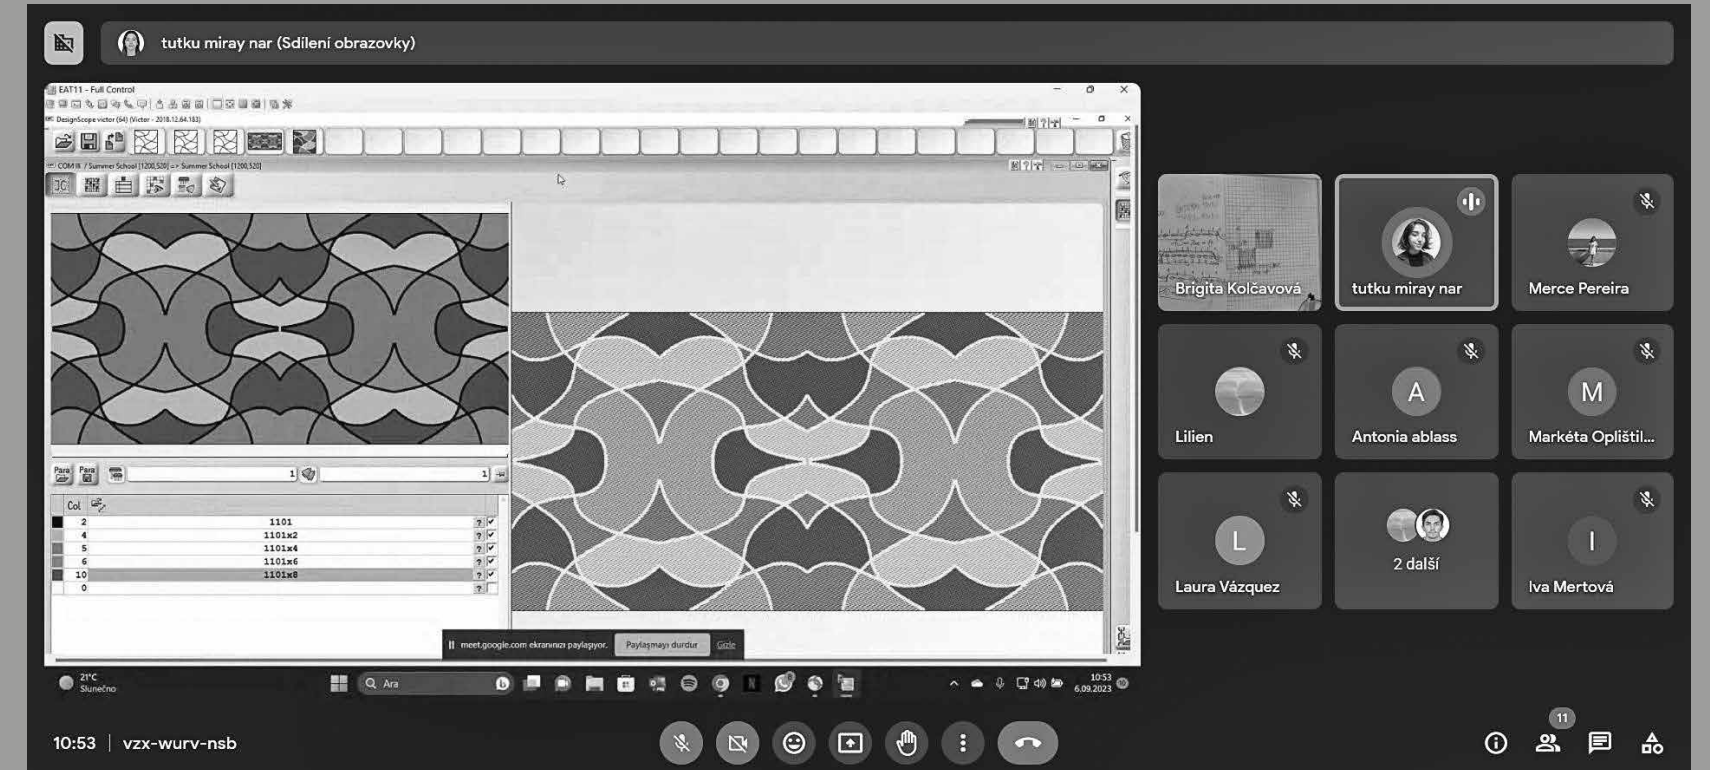 tutku miray nar (Sdílení obrazovky)
EAT11 - Full Control
DesignScope victor (64) (Victor - 2018.12.64.183)
/ Summer School [1200,520] => Summer School [1200,520]
Para Para 1 1
Col
2 1101 ?
4 1101x2 ?
5 1101x4 ?
6 1101x6 ?
10 1101x8 ?
0 ?
meet.google.com ekranınızı paylaşıyor. Paylaşmayı durdur Gizle
21°C
Slunečno
Ara
10:53
6.09.2023
Brigita Kolčavová
tutku miray nar
Merce Pereira
Lilien
A
Antonia ablass
M
Markéta Oplištil...
L
Laura Vázquez
2 další
I
Iva Mertová
10:53 | vzx-wurv-nsb
11